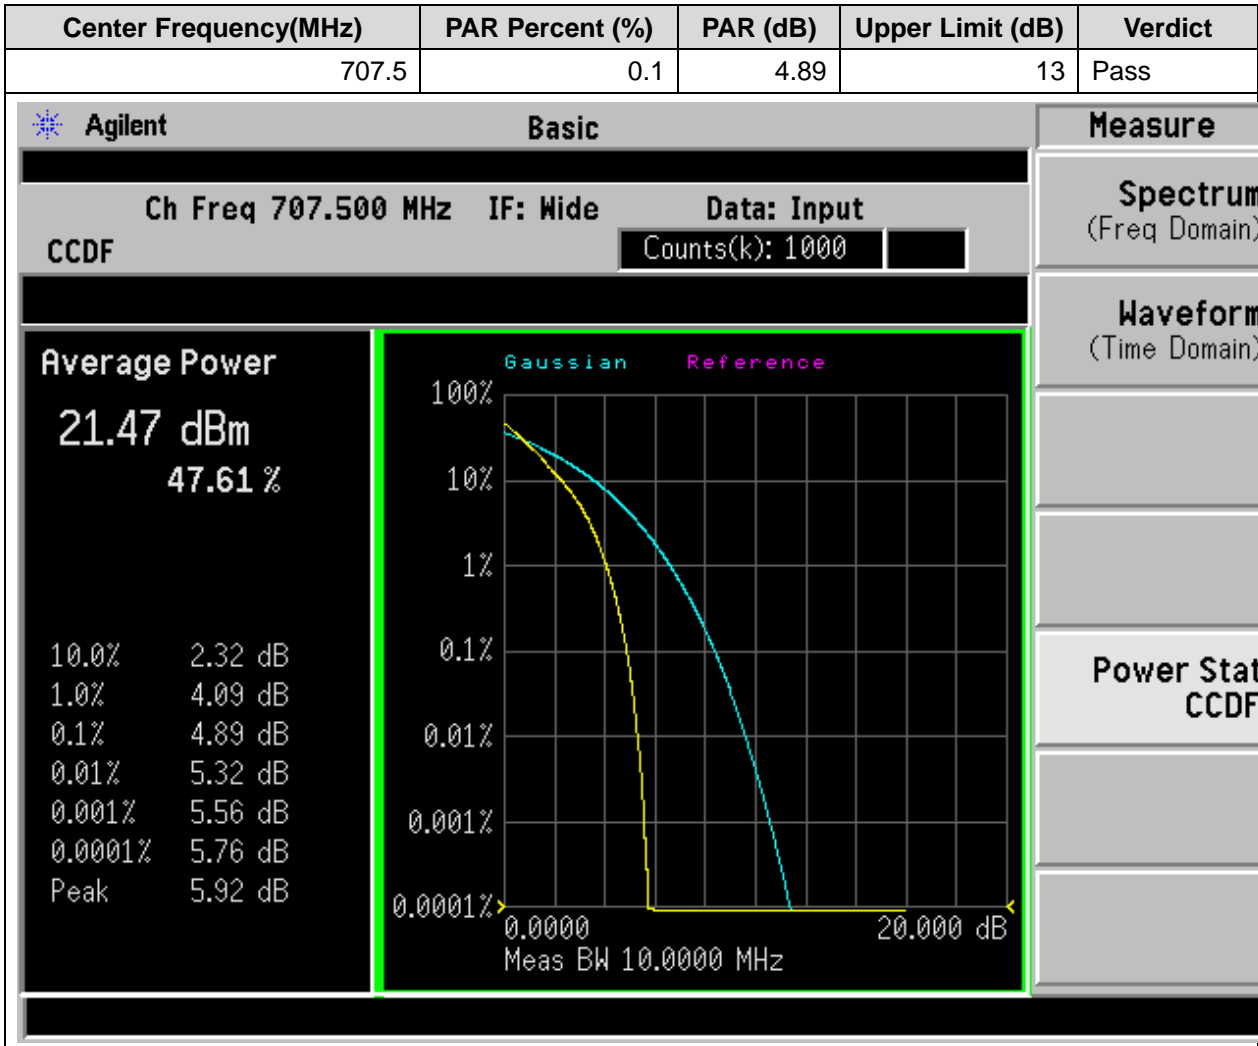 Center Frequency(MHz) PAR Percent (%) PAR (dB) Upper Limit (dB) Verdict
707.5 0.1 4.89 13 Pass
Agilent Basic Measure
Ch Freq 707.500 MHz IF: Wide Data: Input
CCDF Counts(k): 1000
Spectrum
(Freq Domain)
Waveform
(Time Domain)
Power Stat
CCDF
Average Power
21.47 dBm
47.61 %
10.0% 2.32 dB
1.0% 4.09 dB
0.1% 4.89 dB
0.01% 5.32 dB
0.001% 5.56 dB
0.0001% 5.76 dB
Peak 5.92 dB
Gaussian Reference
100%
10%
1%
0.1%
0.01%
0.001%
0.0001%
0.0000 20.000 dB
Meas BW 10.0000 MHz